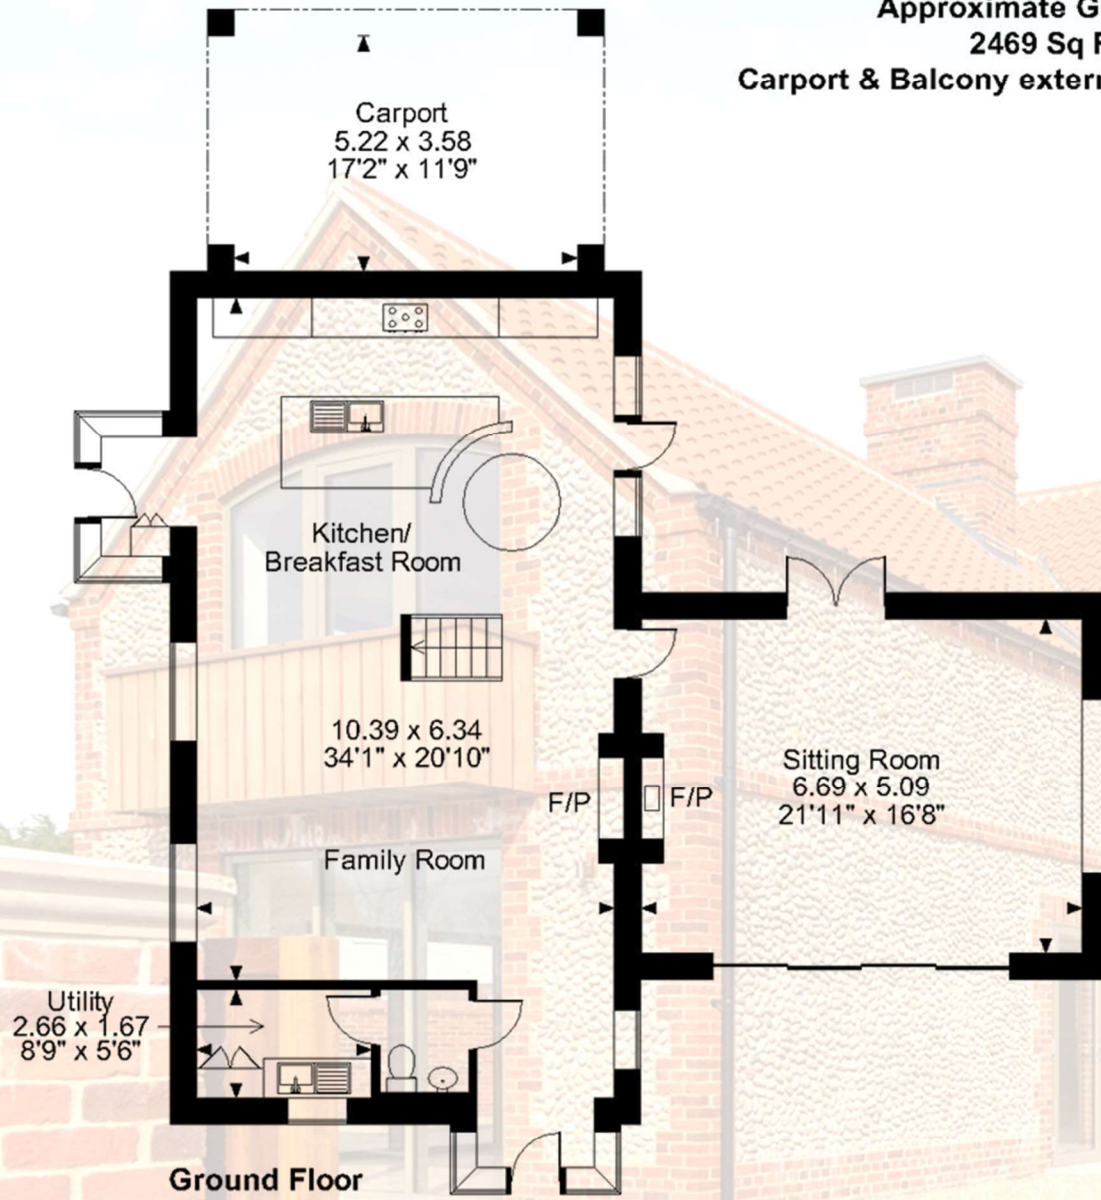 Approximate G
2469 Sq F
Carport & Balcony extern
Carport
5.22 x 3.58
17'2" x 11'9"
Kitchen/
Breakfast Room
10.39 x 6.34
34'1" x 20'10"
F/P
F/P
Sitting Room
6.69 x 5.09
21'11" x 16'8"
Family Room
Utility
2.66 x 1.67
8'9" x 5'6"
Ground Floor